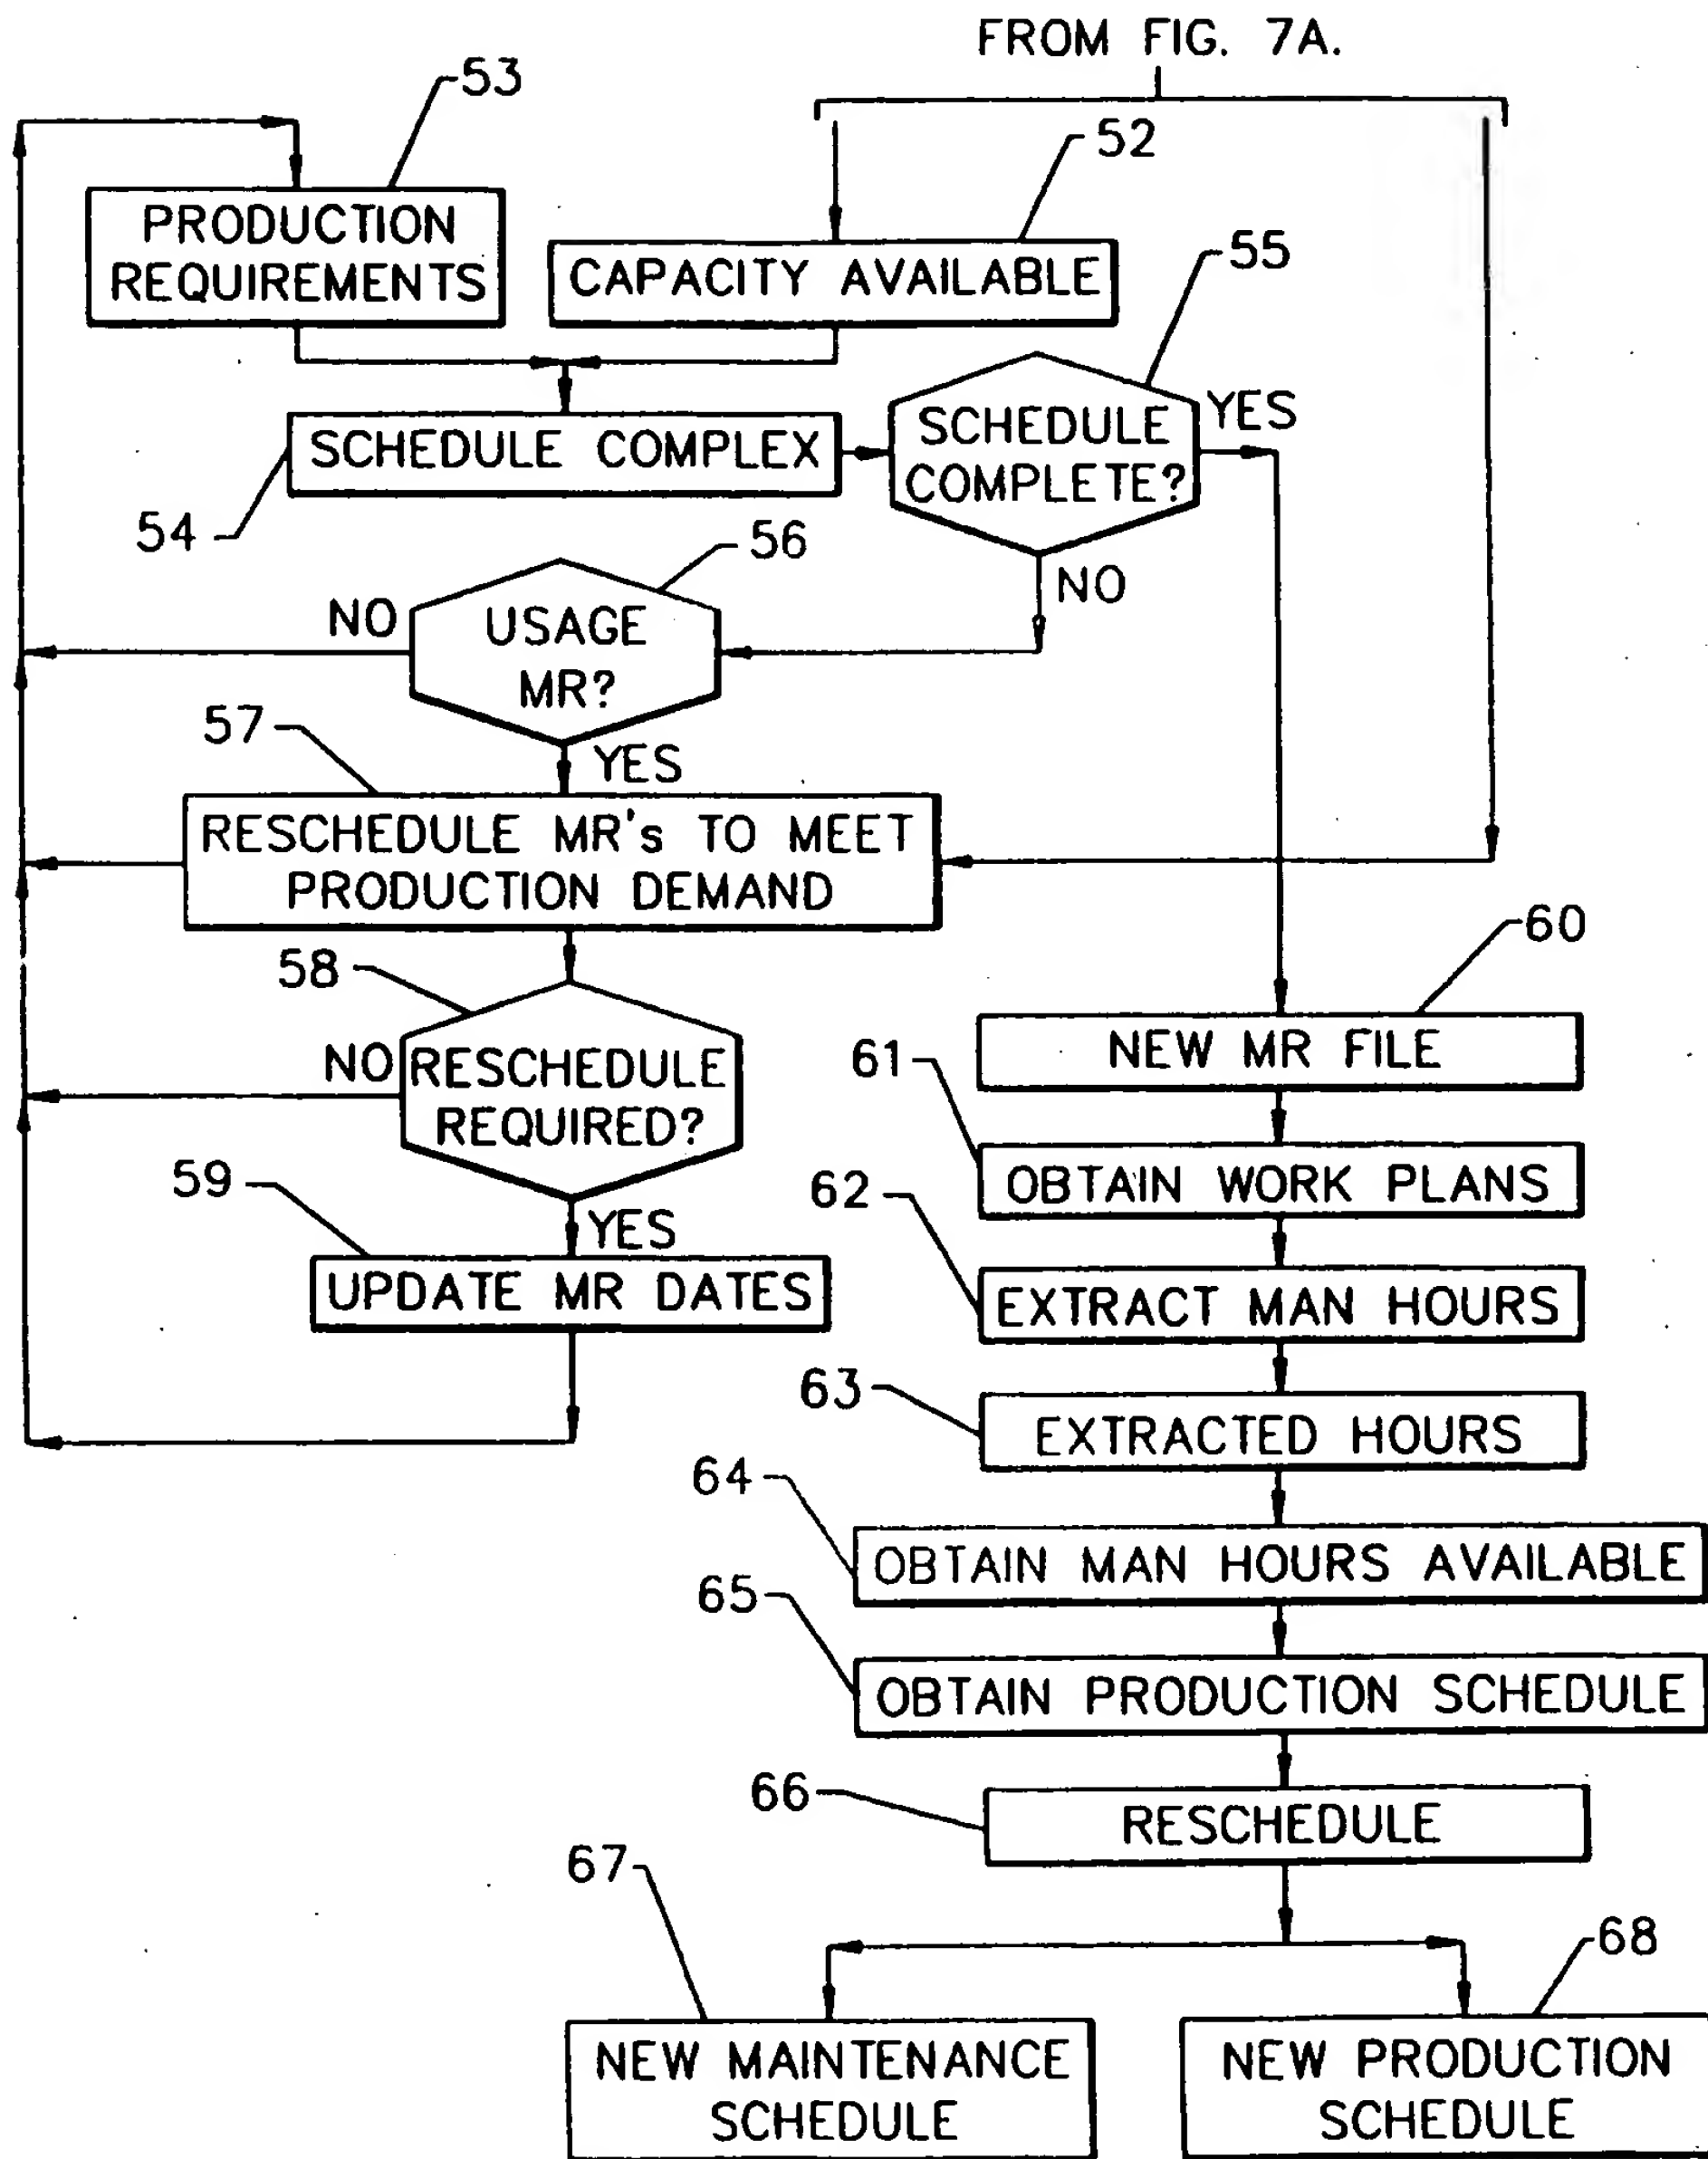 FROM FIG. 7A.
53
52
PRODUCTION
REQUIREMENTS
CAPACITY AVAILABLE
55
SCHEDULE COMPLEX
SCHEDULE
COMPLETE?
YES
54
56
NO
NO
USAGE
MR?
57
YES
RESCHEDULE MR's TO MEET
PRODUCTION DEMAND
58
60
NO
RESCHEDULE
REQUIRED?
NEW MR FILE
61
59
YES
OBTAIN WORK PLANS
62
UPDATE MR DATES
EXTRACT MAN HOURS
63
EXTRACTED HOURS
64
OBTAIN MAN HOURS AVAILABLE
65
OBTAIN PRODUCTION SCHEDULE
66
RESCHEDULE
67
68
NEW MAINTENANCE
SCHEDULE
NEW PRODUCTION
SCHEDULE